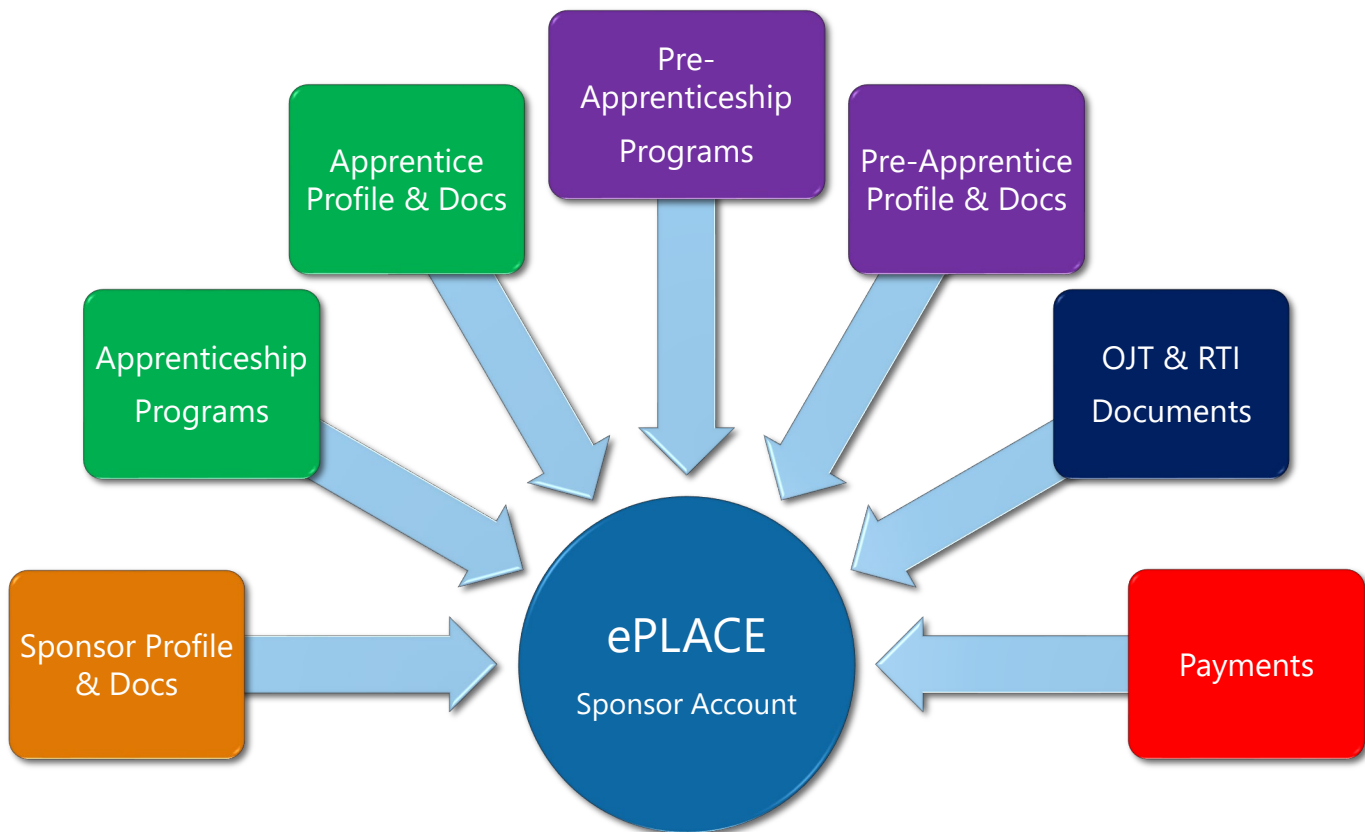 Pre-
Apprenticeship
Programs
Apprentice
Profile & Docs
Pre-Apprentice
Profile & Docs
Apprenticeship
Programs
OJT & RTI
Documents
Sponsor Profile
& Docs
ePLACE
Sponsor Account
Payments